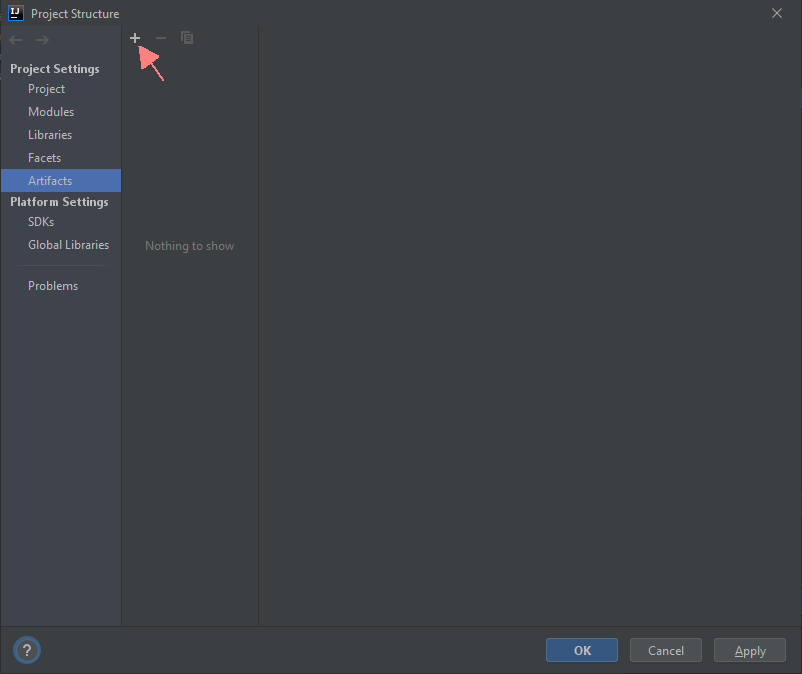 IJ
Project Structure
Project Settings
Project
Modules
Libraries
Facets
Artifacts
Platform Settings
SDKs
Global Libraries
Problems
Nothing to show
?
OK
Cancel
Apply